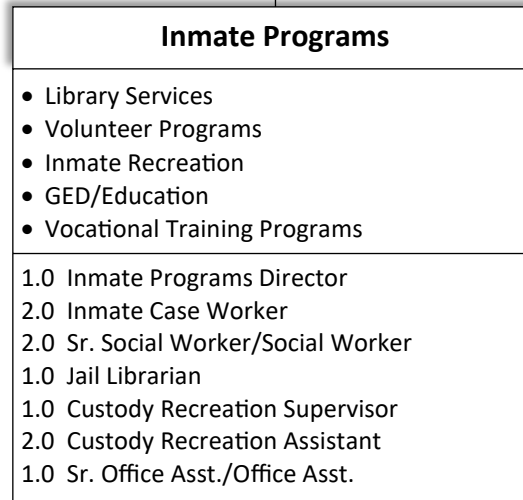 Inmate Programs
• Library Services
• Volunteer Programs
• Inmate Recreation
• GED/Education
• Vocational Training Programs
1.0 Inmate Programs Director
2.0 Inmate Case Worker
2.0 Sr. Social Worker/Social Worker
1.0 Jail Librarian
1.0 Custody Recreation Supervisor
2.0 Custody Recreation Assistant
1.0 Sr. Office Asst./Office Asst.